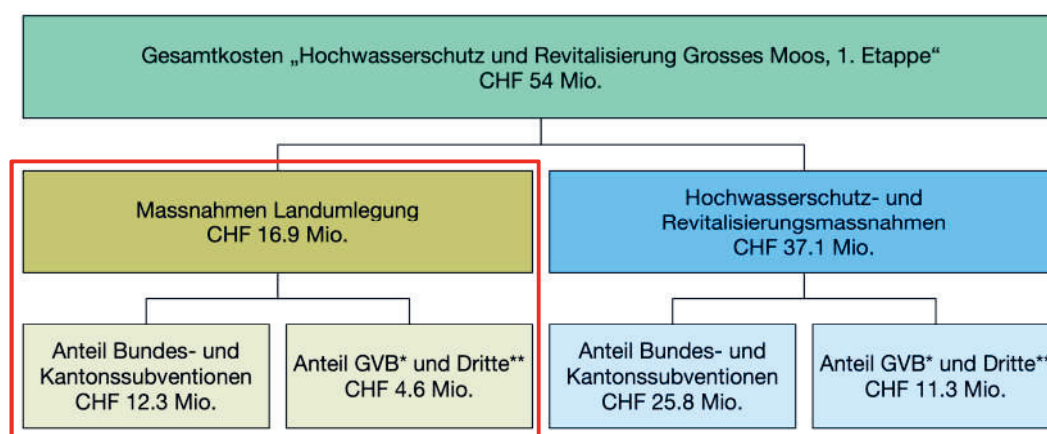 Gesamtkosten „Hochwasserschutz und Revitalisierung Grosses Moos, 1. Etappe“
CHF 54 Mio.
Massnahmen Landumlegung
CHF 16.9 Mio.
Hochwasserschutz- und
Revitalisierungsmassnahmen
CHF 37.1 Mio.
Anteil Bundes- und
Kantonssubventionen
CHF 12.3 Mio.
Anteil GVB* und Dritte**
CHF 4.6 Mio.
Anteil Bundes- und
Kantonssubventionen
CHF 25.8 Mio.
Anteil GVB* und Dritte**
CHF 11.3 Mio.